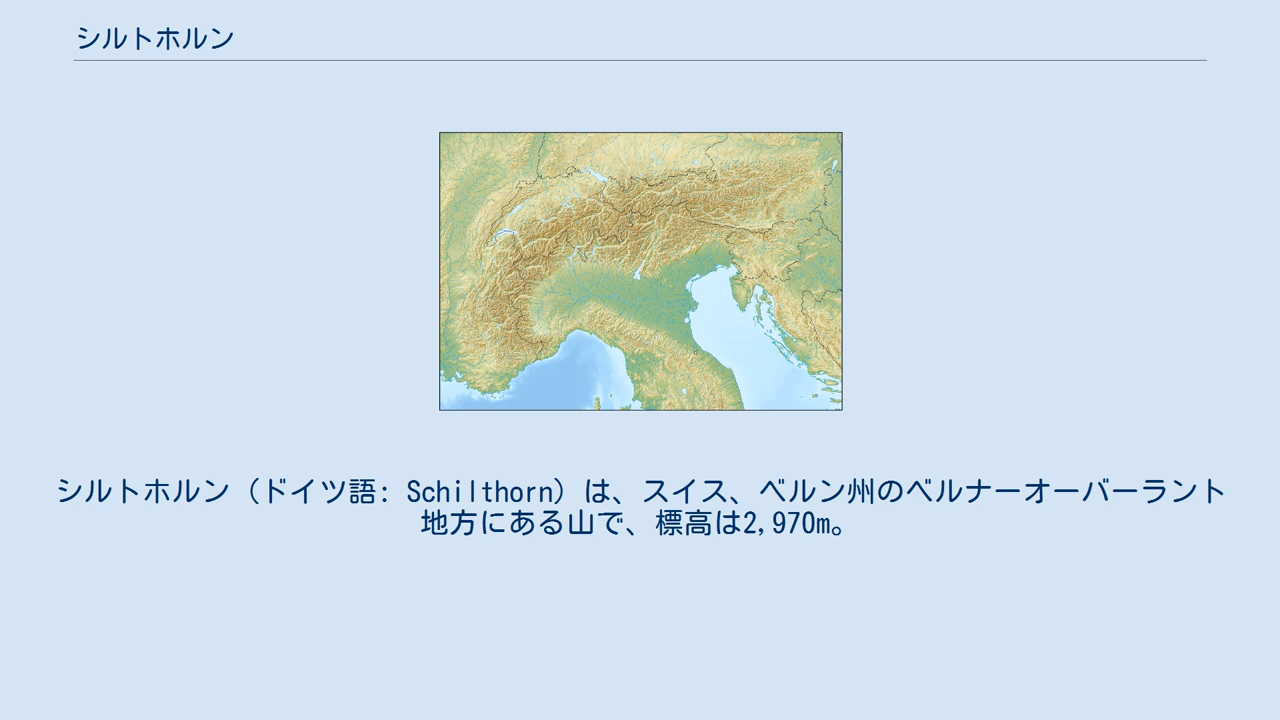 シルトホルン
シルトホルン（ドイツ語: Schilthorn）は、スイス、ベルン州のベルナーオーバーラント
地方にある山で、標高は2,970m。